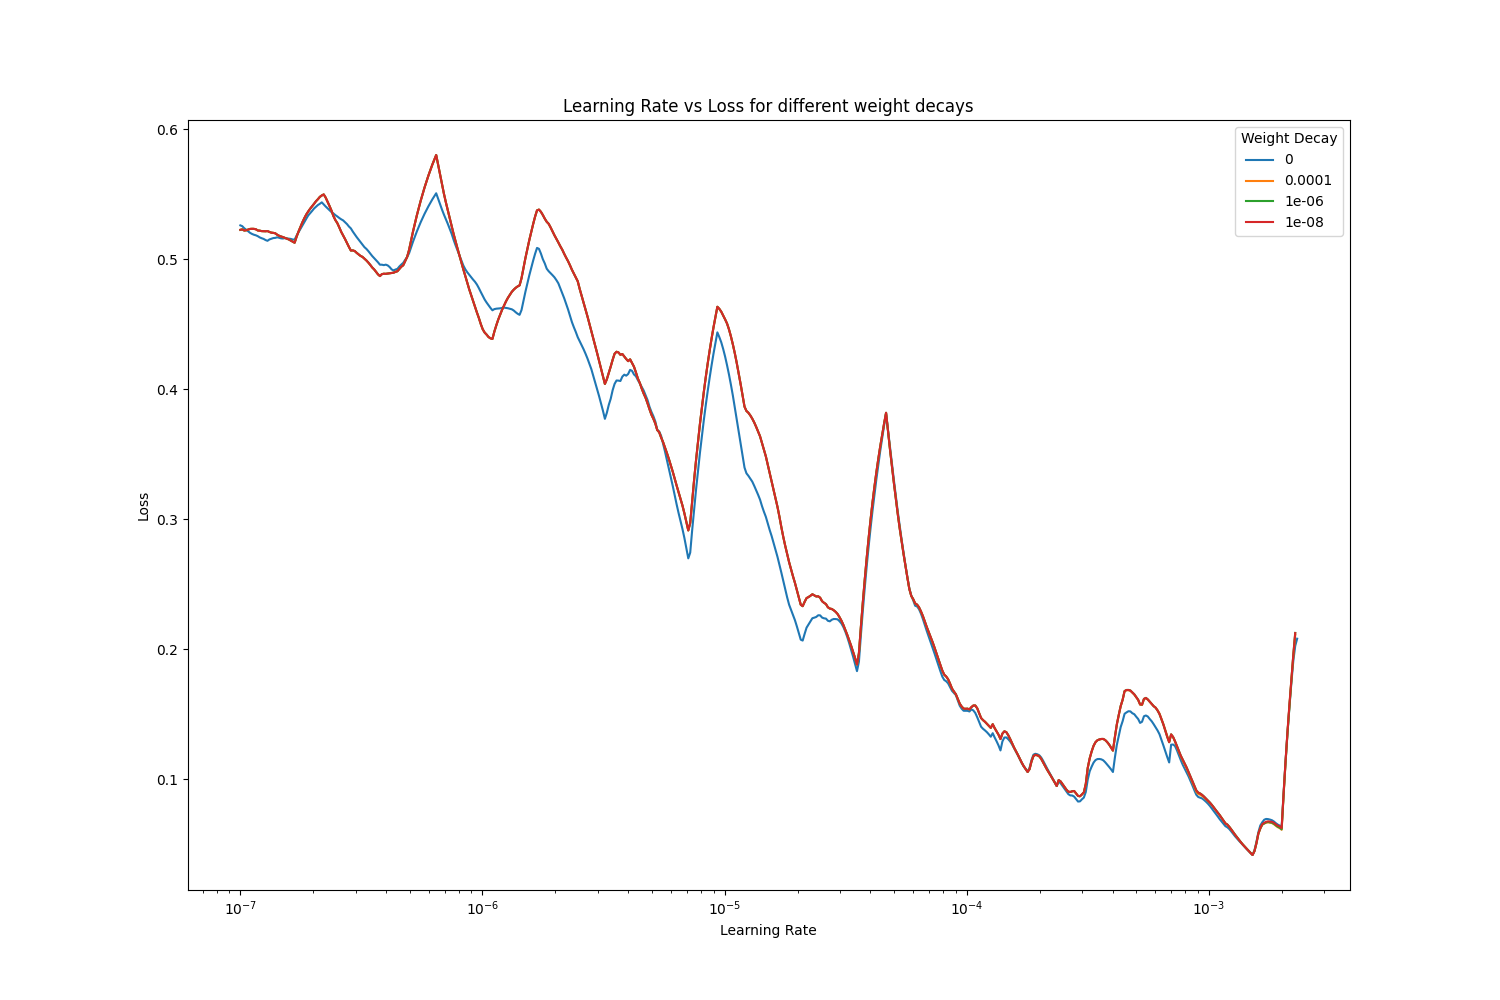 Learning Rate vs Loss for different weight decays
Weight Decay
0
0.0001
1e-06
1e-08
0.6
0.5
0.4
0.3
0.2
0.1
Loss
10⁻⁷ 10⁻⁶ 10⁻⁵ 10⁻⁴ 10⁻³
Learning Rate